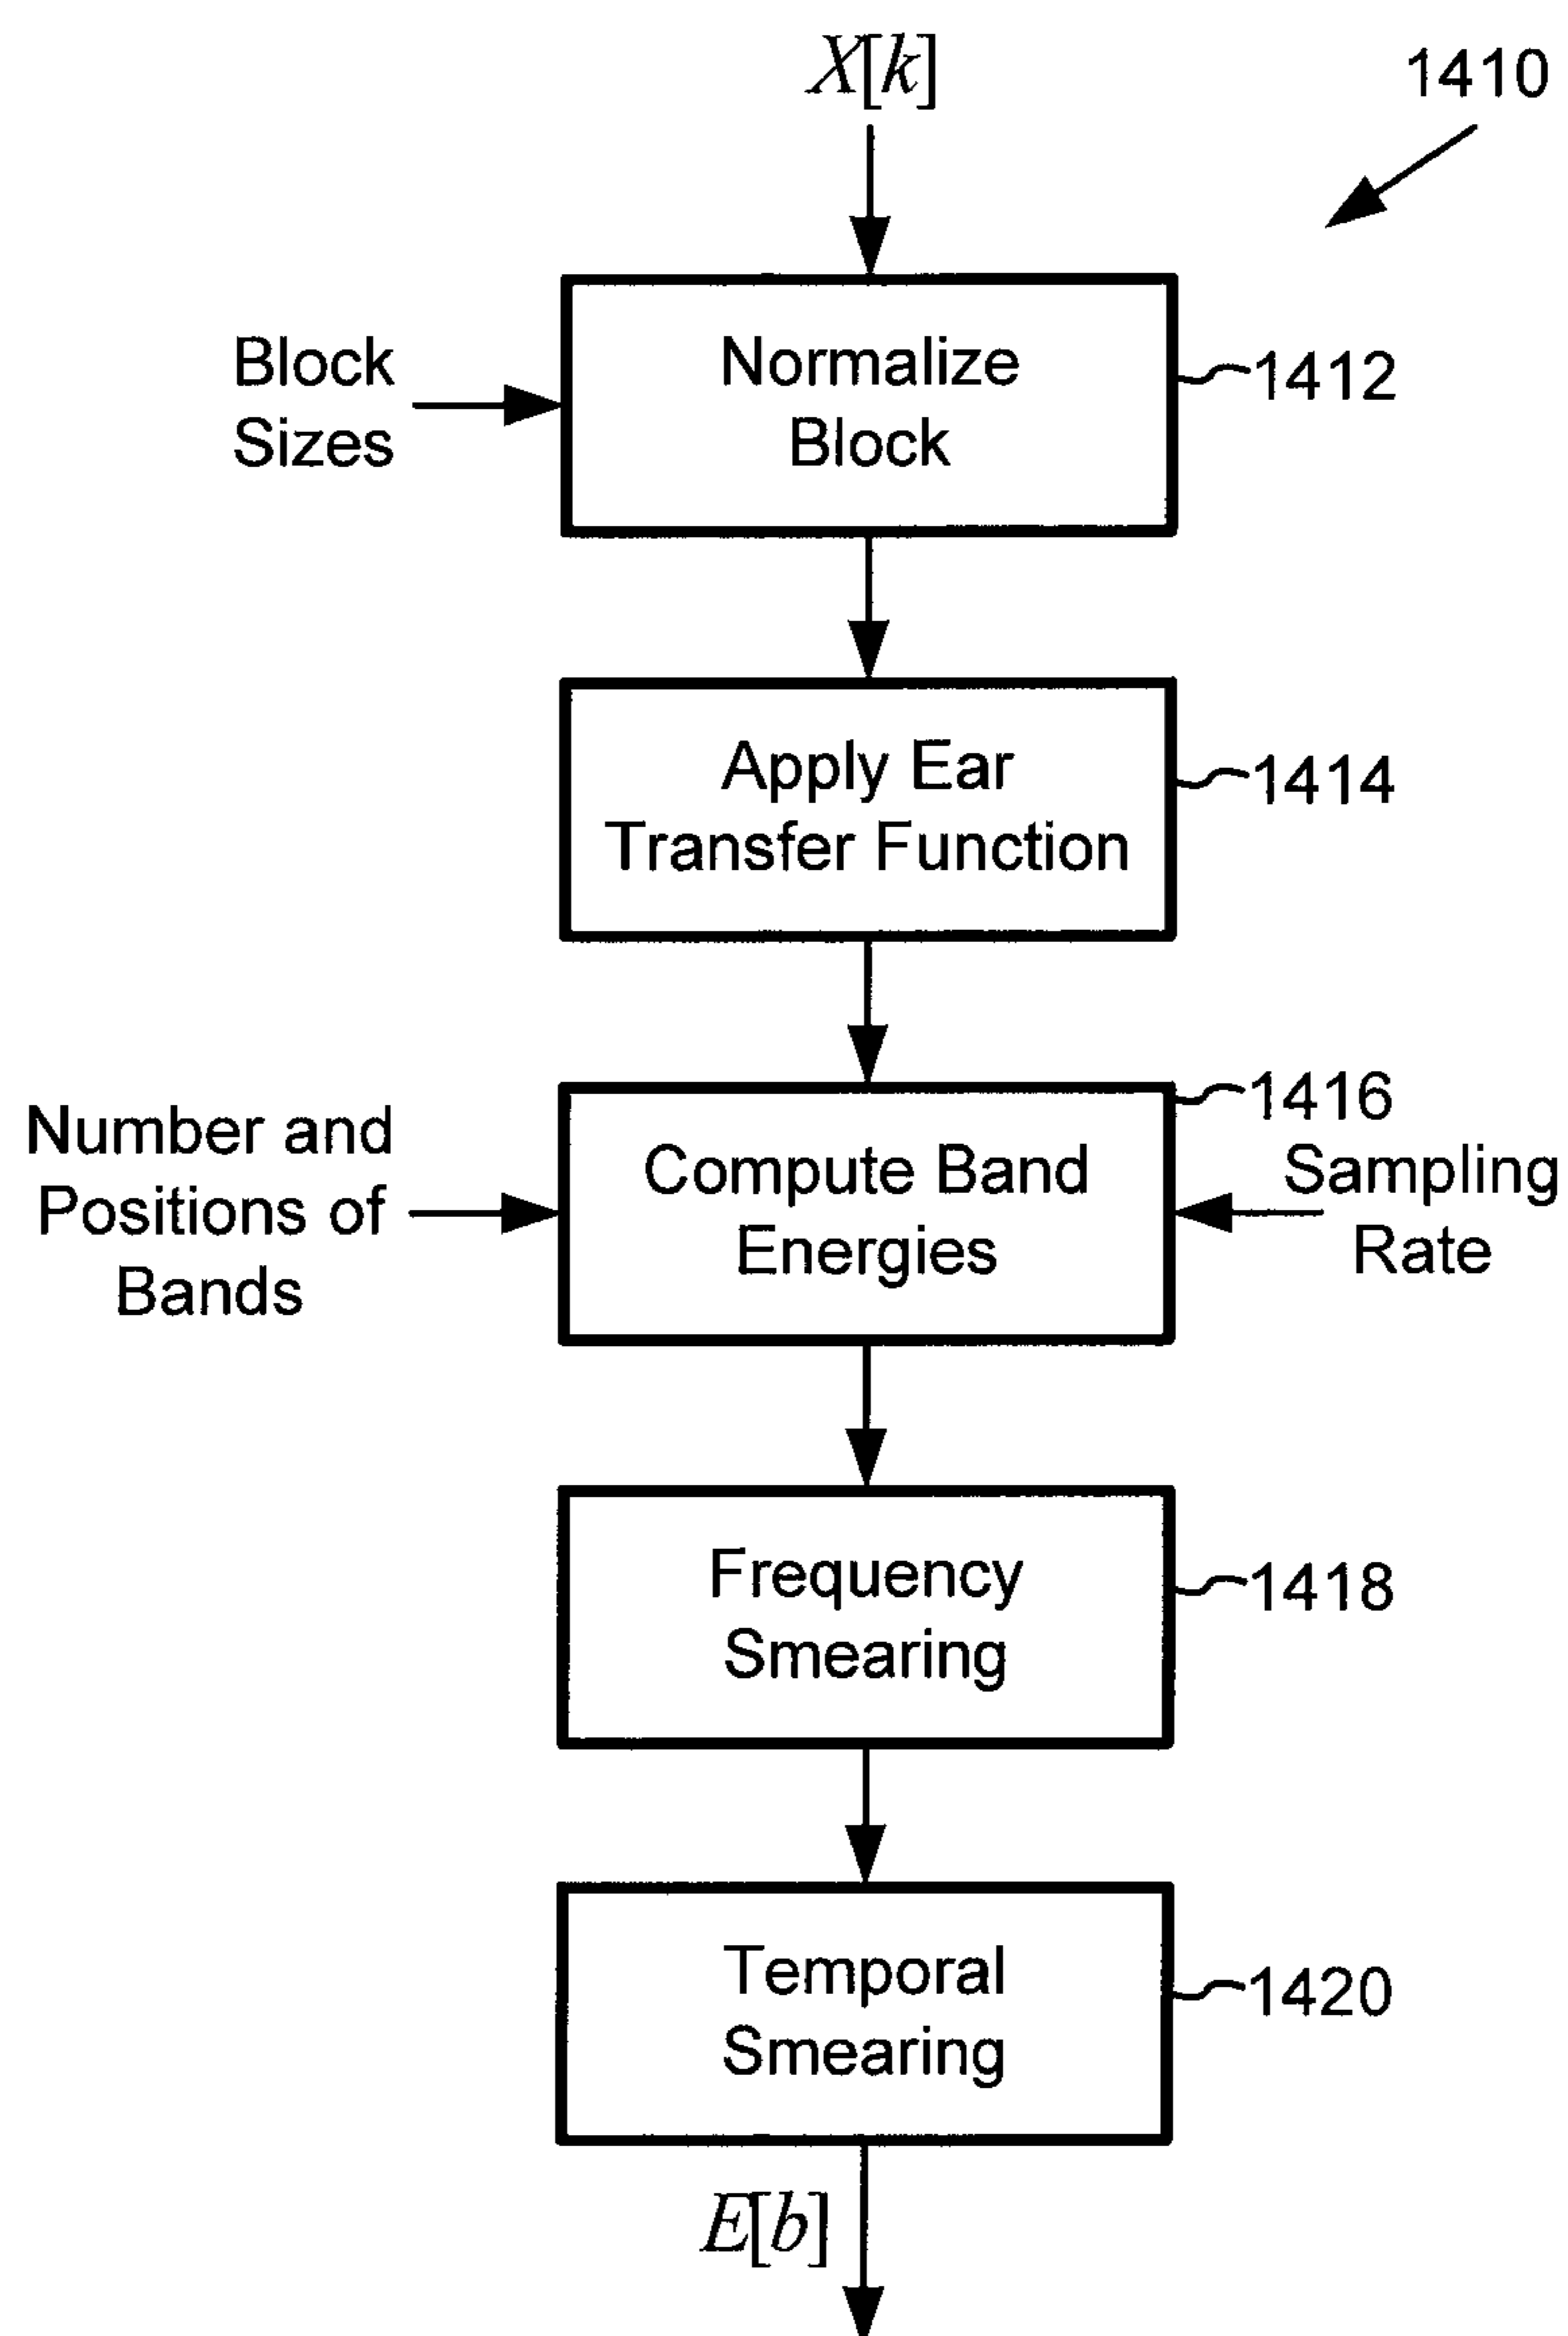 X[k]
1410
Block
Sizes
Normalize
Block
1412
Apply Ear
Transfer Function
1414
Number and
Positions of
Bands
Compute Band
Energies
1416
Sampling
Rate
Frequency
Smearing
1418
Temporal
Smearing
1420
E[b]